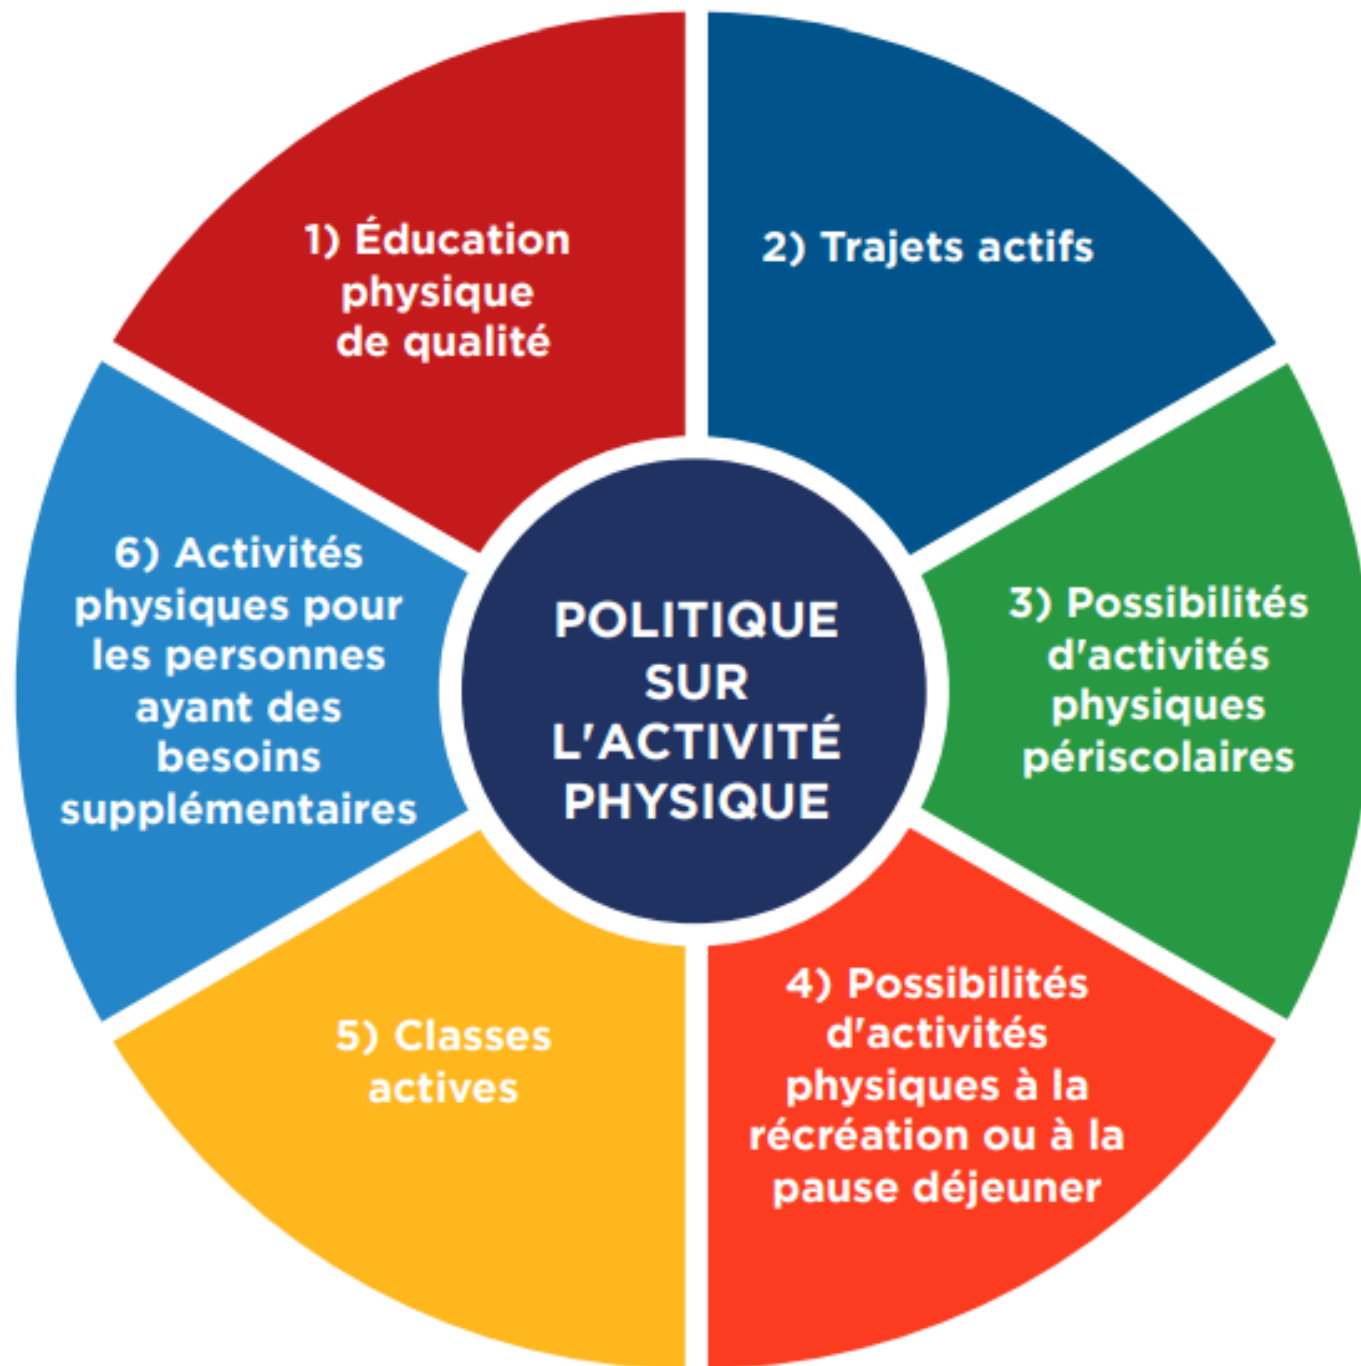 1) Éducation
physique
de qualité
2) Trajets actifs
3) Possibilités
d'activités
physiques
périscolaires
4) Possibilités
d'activités
physiques à la
récréation ou à la
pause déjeuner
5) Classes
actives
6) Activités
physiques pour
les personnes
ayant des
besoins
supplémentaires
POLITIQUE
SUR
L'ACTIVITÉ
PHYSIQUE